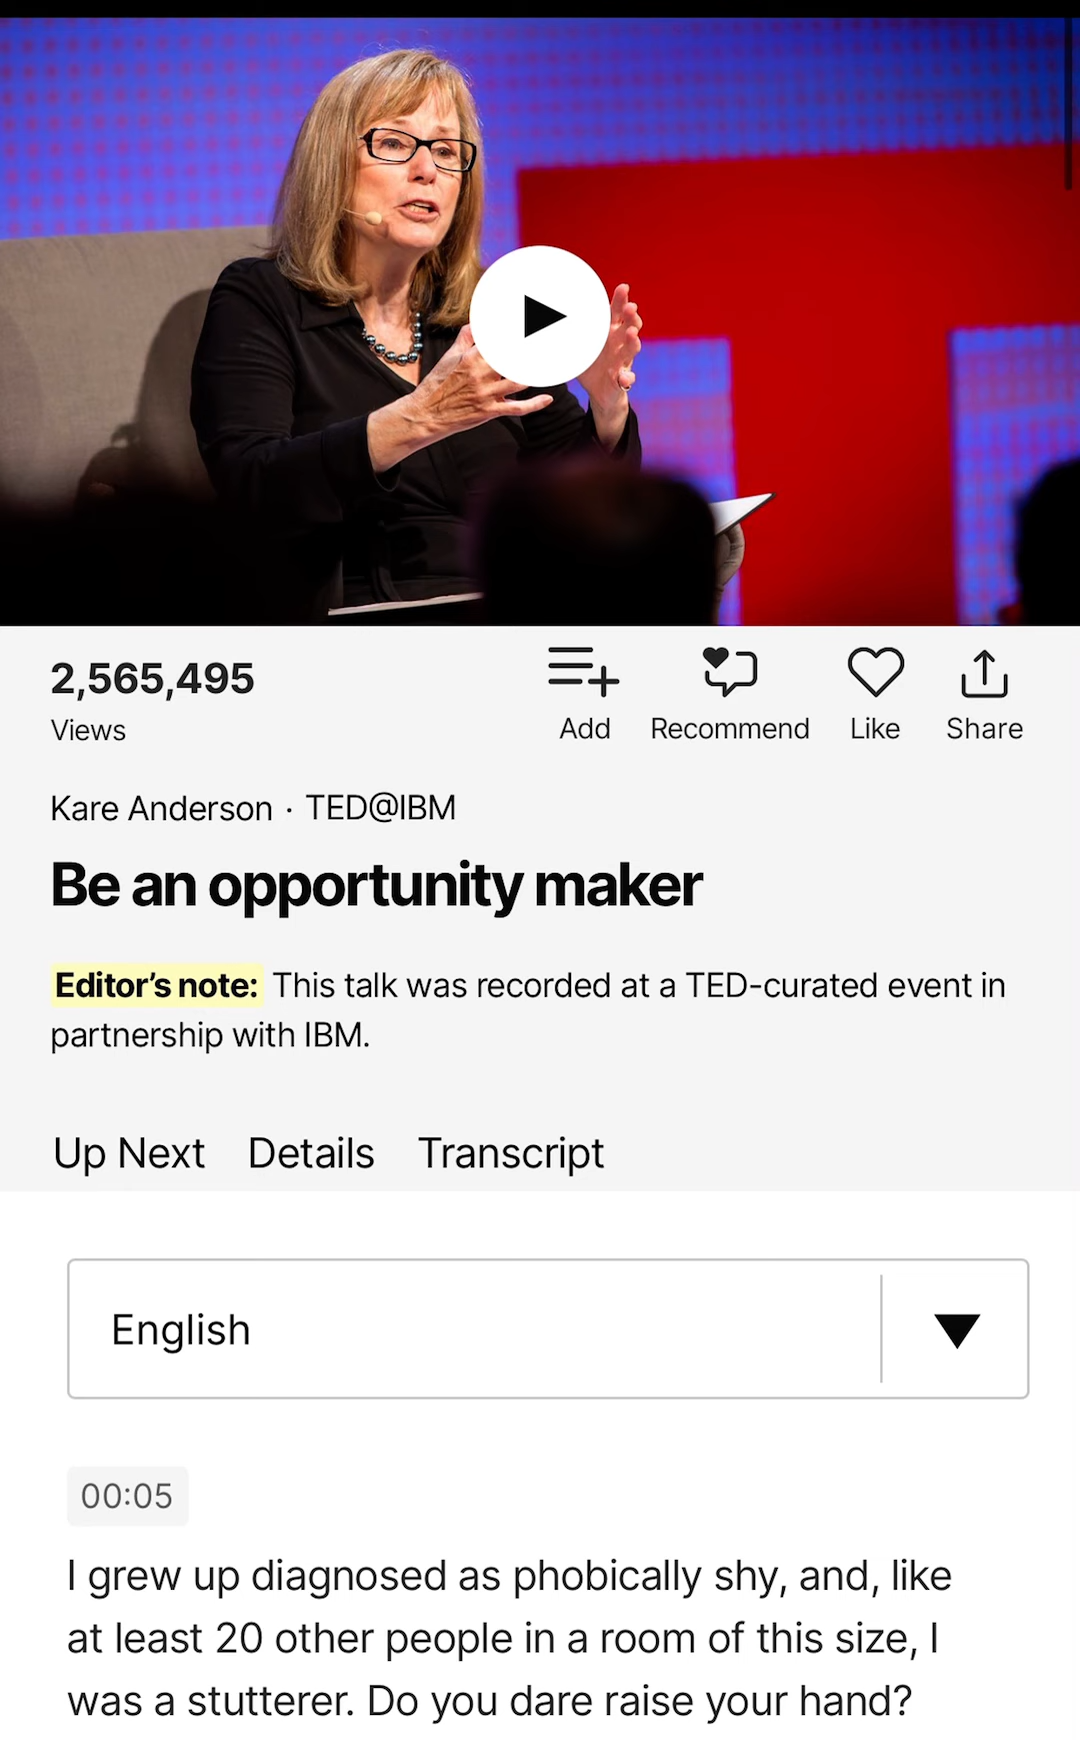 2,565,495
Views
Add
Recommend
Like
Share
Kare Anderson · TED@IBM
Be an opportunity maker
Editor’s note: This talk was recorded at a TED-curated event in
partnership with IBM.
Up Next Details Transcript
English
00:05
I grew up diagnosed as phobically shy, and, like
at least 20 other people in a room of this size, I
was a stutterer. Do you dare raise your hand?